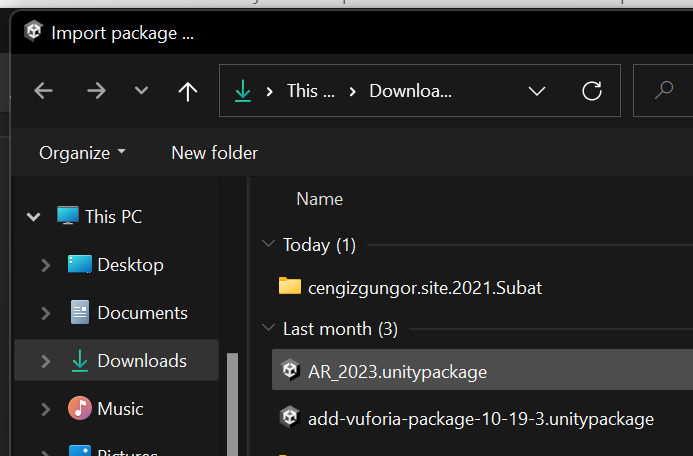 Import package ...
This ... Downloa...
Organize New folder
Name
This PC
Desktop
Documents
Downloads
Music
Pictures
Today (1)
cengizgungor.site.2021.Subat
Last month (3)
AR_2023.unitypackage
add-vuforia-package-10-19-3.unitypackage